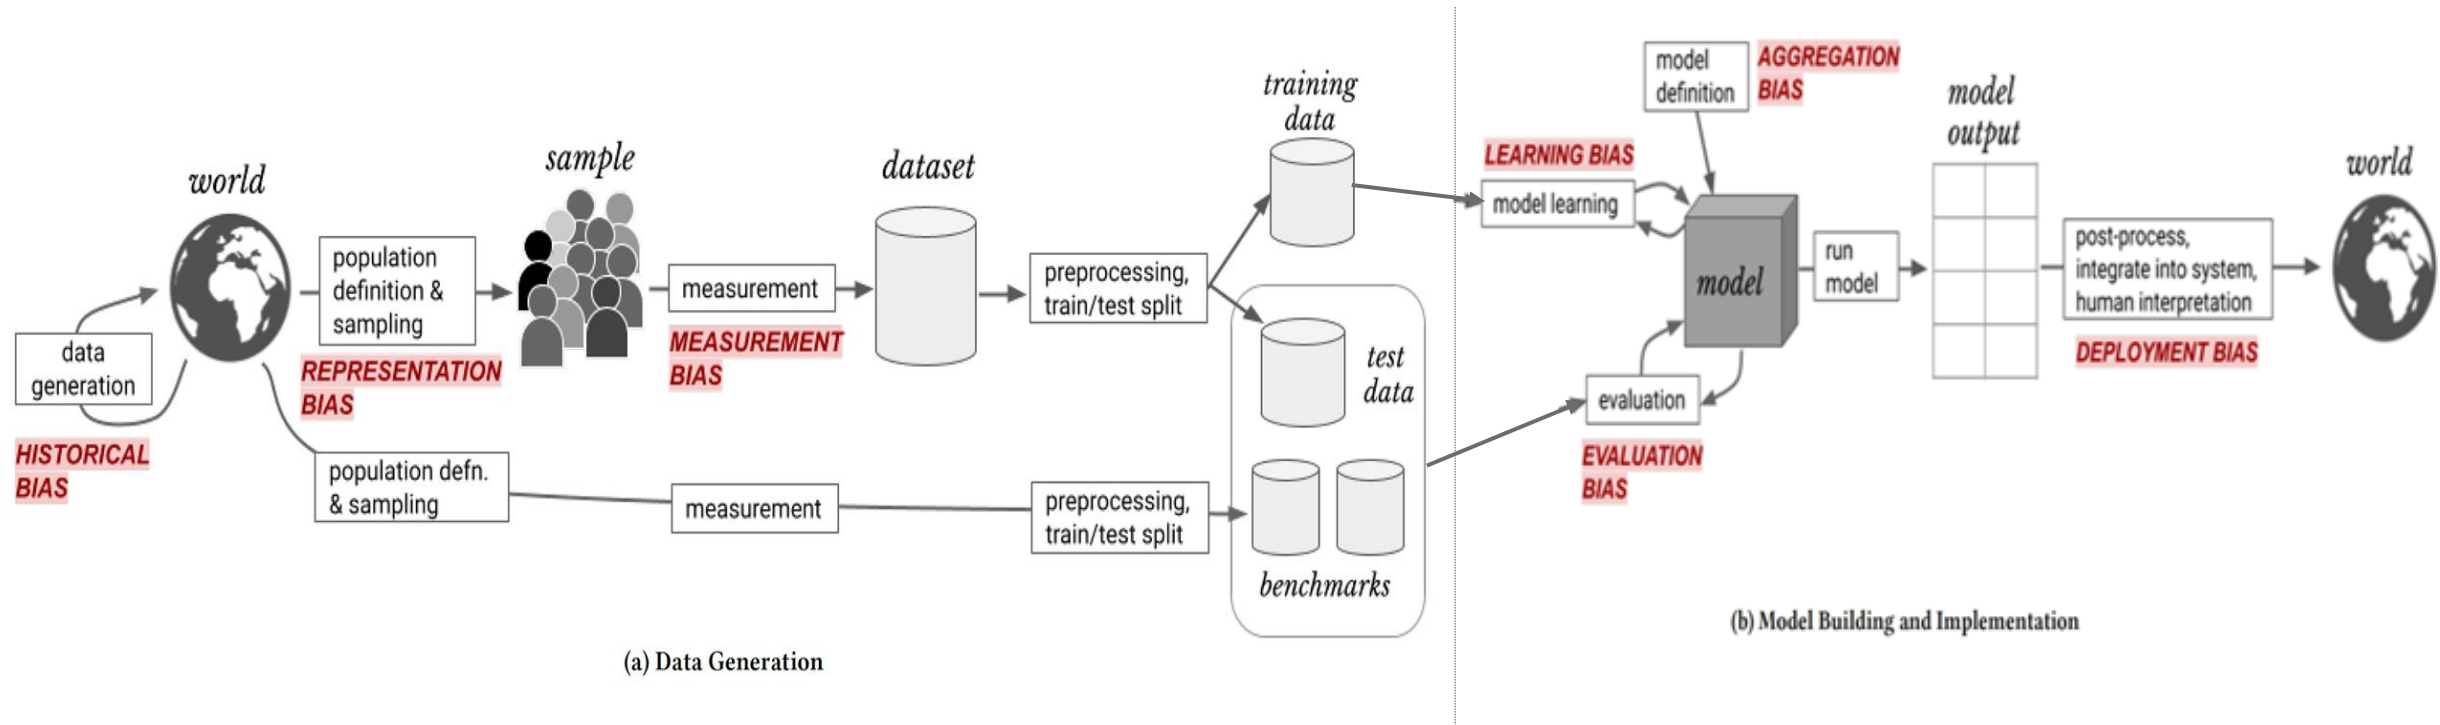 world
data
generation
HISTORICAL
BIAS
population
definition &
sampling
REPRESENTATION
BIAS
sample
measurement
MEASUREMENT
BIAS
dataset
preprocessing,
train/test split
training
data
test
data
population defn.
& sampling
measurement
preprocessing,
train/test split
benchmarks
(a) Data Generation
model
definition
AGGREGATION
BIAS
LEARNING BIAS
model learning
model
evaluation
EVALUATION
BIAS
run
model
model
output
post-process,
integrate into system,
human interpretation
DEPLOYMENT BIAS
world
(b) Model Building and Implementation